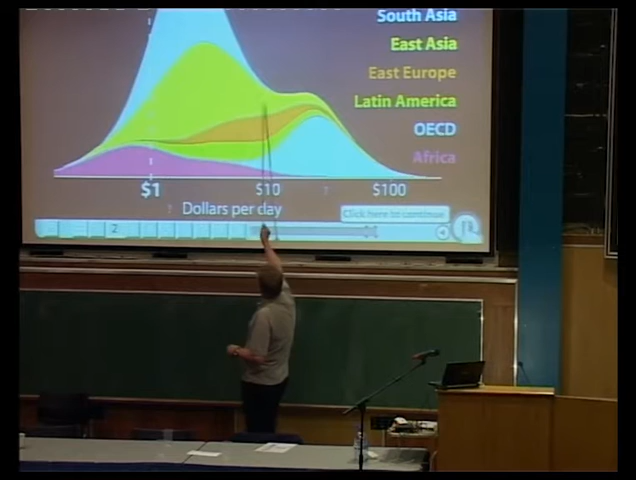 South Asia
East Asia
East Europe
Latin America
OECD
Africa
$1
$10
$100
Dollars per day
Click here to continue
2